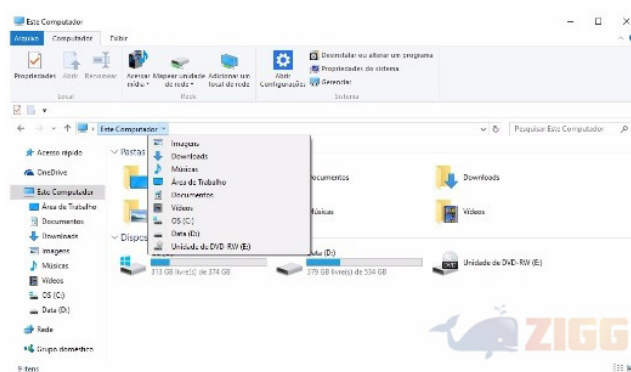 Este Computador
Arquivo Computador Exibir
Propriedades Abrir Renomear Acessar mídia Mapear unidade de rede Adicionar um local de rede Abrir Configurações
Desinstalar ou alterar um programa
Propriedades do sistema
Gerenciar
Local Rede Sistema
Este Computador
Pesquisar Este Computador
Acesso rápido
OneDrive
Este Computador
Área de Trabalho
Documentos
Downloads
Imagens
Músicas
Vídeos
OS (C:)
Data (D:)
Rede
Grupo doméstico
Pastas
Imagens
Downloads
Músicas
Área de Trabalho
Documentos
Vídeos
OS (C:)
Data (D:)
Unidade de DVD-RW (E:)
ocumentos
Downloads
Músicas
Vídeos
Dispos
313 GB livre(s) de 374 GB
Data (D:)
379 GB livre(s) de 534 GB
DVD
Unidade de DVD-RW (E:)
ZIGG
9 itens